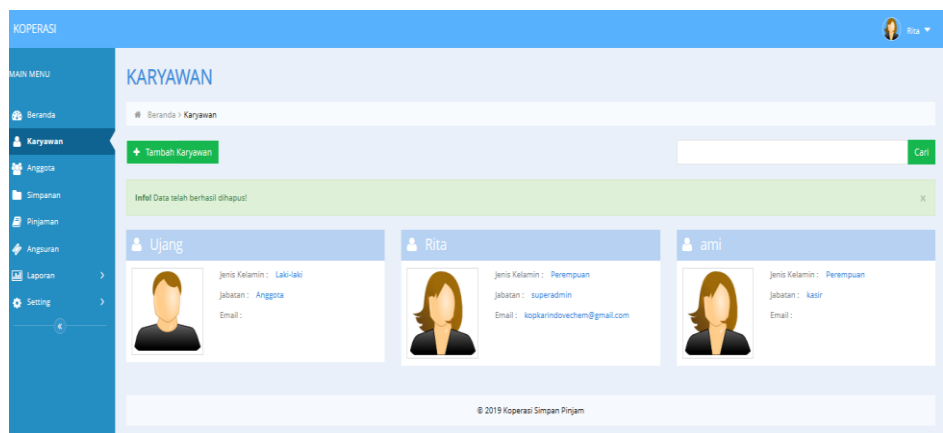 KOPERASI
Rita
MAIN MENU
Beranda
Karyawan
Anggota
Simpanan
Pinjaman
Angsuran
Laporan
Setting
KARYAWAN
Beranda > Karyawan
+ Tambah Karyawan
Cari
Info! Data telah berhasil dihapus!
x
Ujang
Jenis Kelamin : Laki-laki
Jabatan : Anggota
Email :
Rita
Jenis Kelamin : Perempuan
Jabatan : superadmin
Email : kopkarindovechem@gmail.com
ami
Jenis Kelamin : Perempuan
Jabatan : kasir
Email :
© 2019 Koperasi Simpan Pinjam